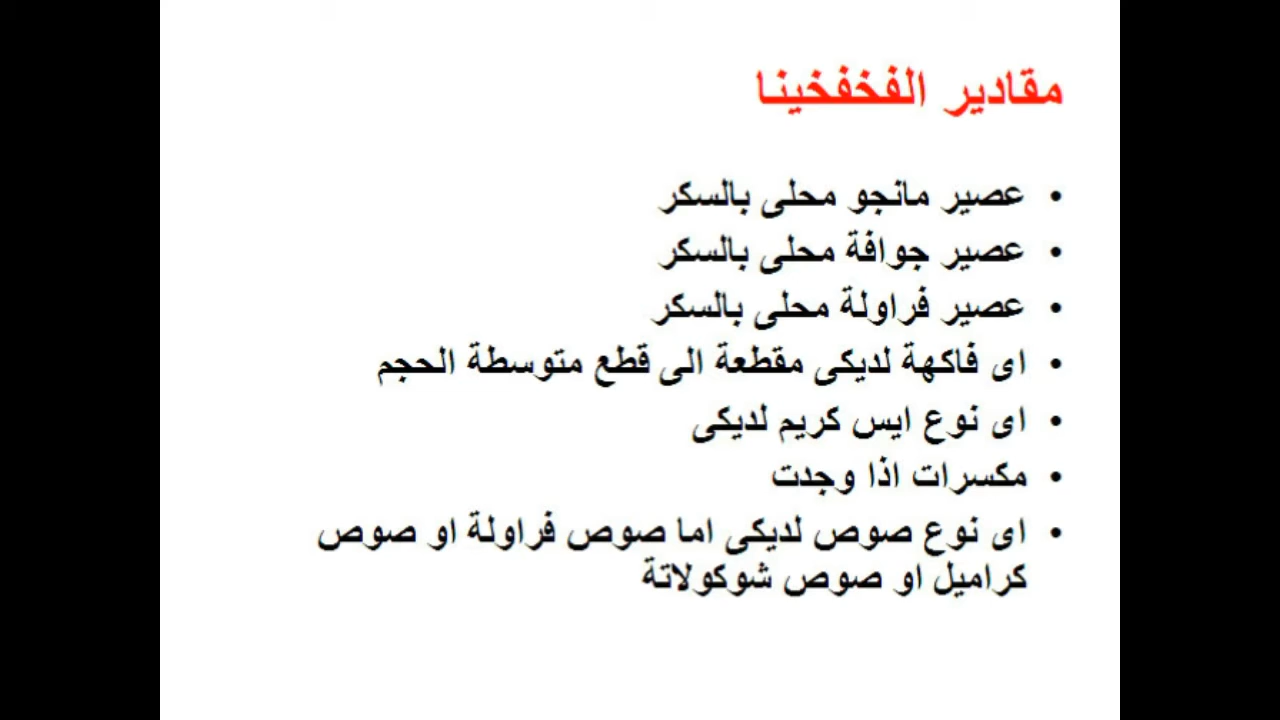 مقادير الفخفخينا
• عصير مانجو محلى بالسكر
• عصير جوافة محلى بالسكر
• عصير فراولة محلى بالسكر
• اى فاكهة لديكى مقطعة الى قطع متوسطة الحجم
• اى نوع ايس كريم لديكى
• مكسرات اذا وجدت
• اى نوع صوص لديكى اما صوص فراولة او صوص
كراميل او صوص شوكولاتة